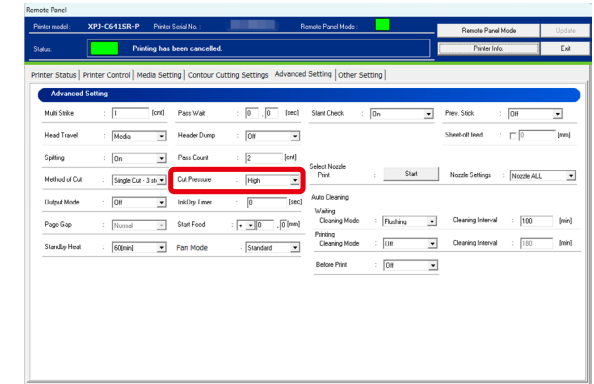 Remote Panel
Printer model : XPJ-C641SR-P Printer Serial No. : Remote Panel Mode :
Remote Panel Mode Update
Status: Printing has been cancelled.
Printer Info. Exit
Printer Status Printer Control Media Setting Contour Cutting Settings Advanced Setting Other Setting
Advanced Setting
Multi Strike : 1 [cnt] Pass Wait : 0 . 0 [sec] Slant Check : On Prev. Stick : Off
Head Travel : Media Header Dump : Off Sheet-off feed : 0 [mm]
Spitting : On Pass Count : 2 [cnt]
Select Nozzle
Print : Start Nozzle Settings : Nozzle ALL
Method of Cut : Single Cut - 3 st Cut Pressure : High
Output Mode : Off InkDry Timer : 0 [sec] Auto Cleaning
Waiting
Cleaning Mode : Flushing Cleaning Interval : 100 [min]
Page Gap : Normal Start Feed : + 0 . 0 [mm]
Printing
Cleaning Mode : Off Cleaning Interval : 180 [min]
Standby Heat : 60[min] Fan Mode : Standard
Before Print : Off